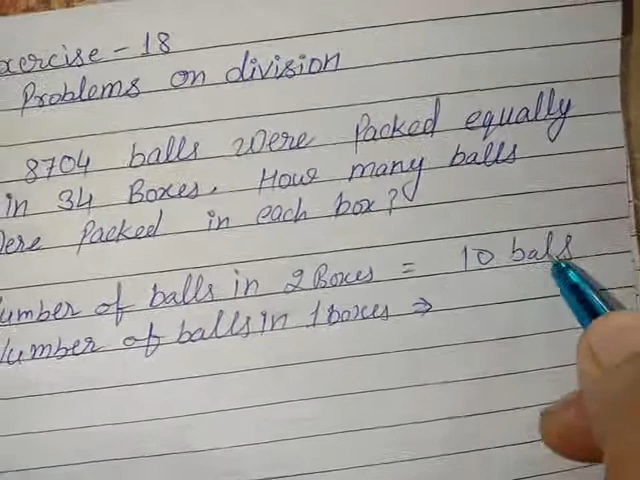 xercise - 18
Problems on division
8704 balls were Packed equally
in 34 Boxes. How many balls
were Packed in each box?
umber of balls in 2 Boxes = 10 balls
Number of balls in 1 boxes ⇒